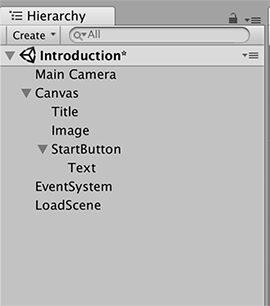 Hierarchy
Create All
Introduction*
Main Camera
Canvas
Title
Image
StartButton
Text
EventSystem
LoadScene